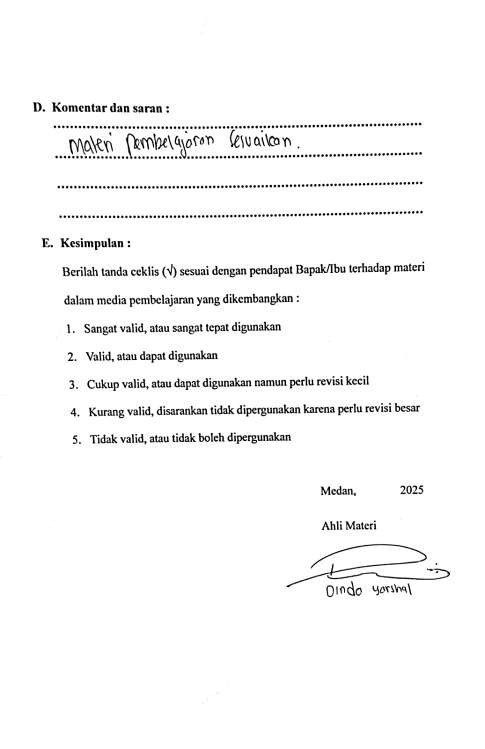 D. Komentar dan saran :
Materi Pembelajaran Sesuaikan.
E. Kesimpulan :
Berilah tanda ceklis (√) sesuai dengan pendapat Bapak/Ibu terhadap materi
dalam media pembelajaran yang dikembangkan :
1. Sangat valid, atau sangat tepat digunakan
2. Valid, atau dapat digunakan
3. Cukup valid, atau dapat digunakan namun perlu revisi kecil
4. Kurang valid, disarankan tidak dipergunakan karena perlu revisi besar
5. Tidak valid, atau tidak boleh dipergunakan
Medan, 2025
Ahli Materi
Dinda Yarshal